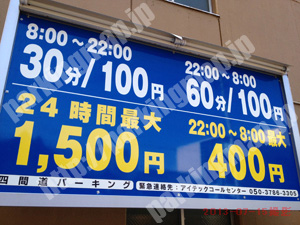 8:00～22:00
30分/100円
22:00～8:00
60分/100円
24時間最大
1,500円
22:00～8:00 最大
400円
四間道パーキング
緊急連絡先：アイテックコールセンター 050-3786-3305